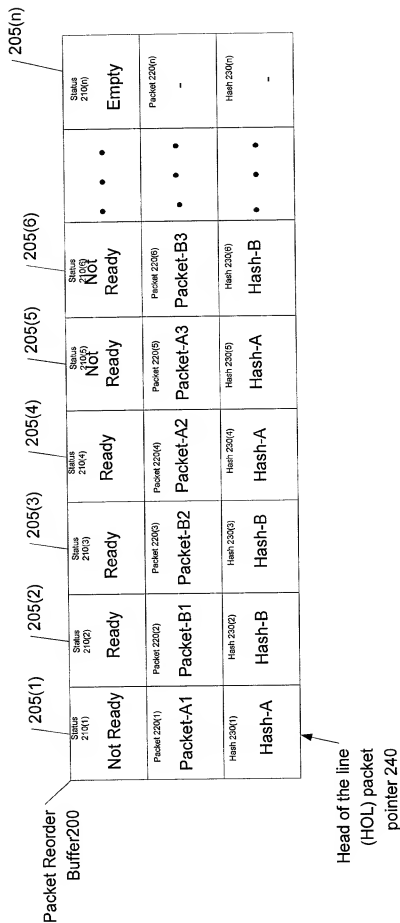 Packet Reorder
Buffer200
205(1)
205(2)
205(3)
205(4)
205(5)
205(6)
205(n)
Status
210(1)
Not Ready
Status
210(2)
Ready
Status
210(3)
Ready
Status
210(4)
Ready
Status
210(5)
Not
Ready
Status
210(6)
Not
Ready
• • •
Status
210(n)
Empty
Packet 220(1)
Packet-A1
Packet 220(2)
Packet-B1
Packet 220(3)
Packet-B2
Packet 220(4)
Packet-A2
Packet 220(5)
Packet-A3
Packet 220(6)
Packet-B3
• • •
Packet 220(n)
-
Hash 230(1)
Hash-A
Hash 230(2)
Hash-B
Hash 230(3)
Hash-B
Hash 230(4)
Hash-A
Hash 230(5)
Hash-A
Hash 230(6)
Hash-B
• • •
Hash 230(n)
-
Head of the line
(HOL) packet
pointer 240